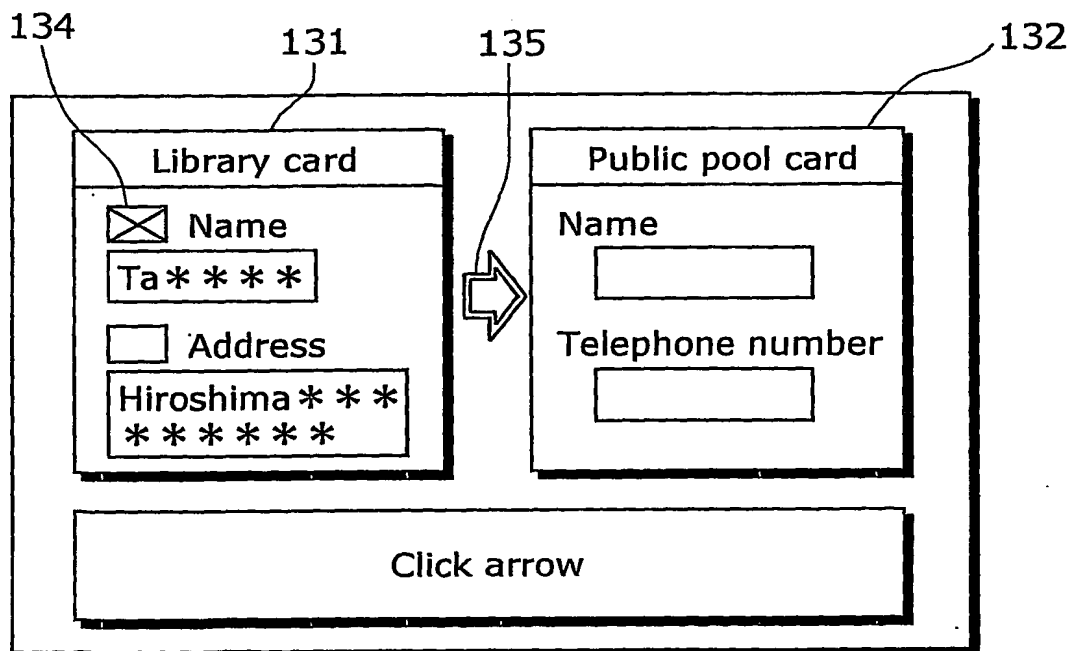 134
131
135
132
Library card
Public pool card
Name
Ta＊＊＊＊
Address
Hiroshima＊＊＊
＊＊＊＊＊＊
Name
Telephone number
Click arrow